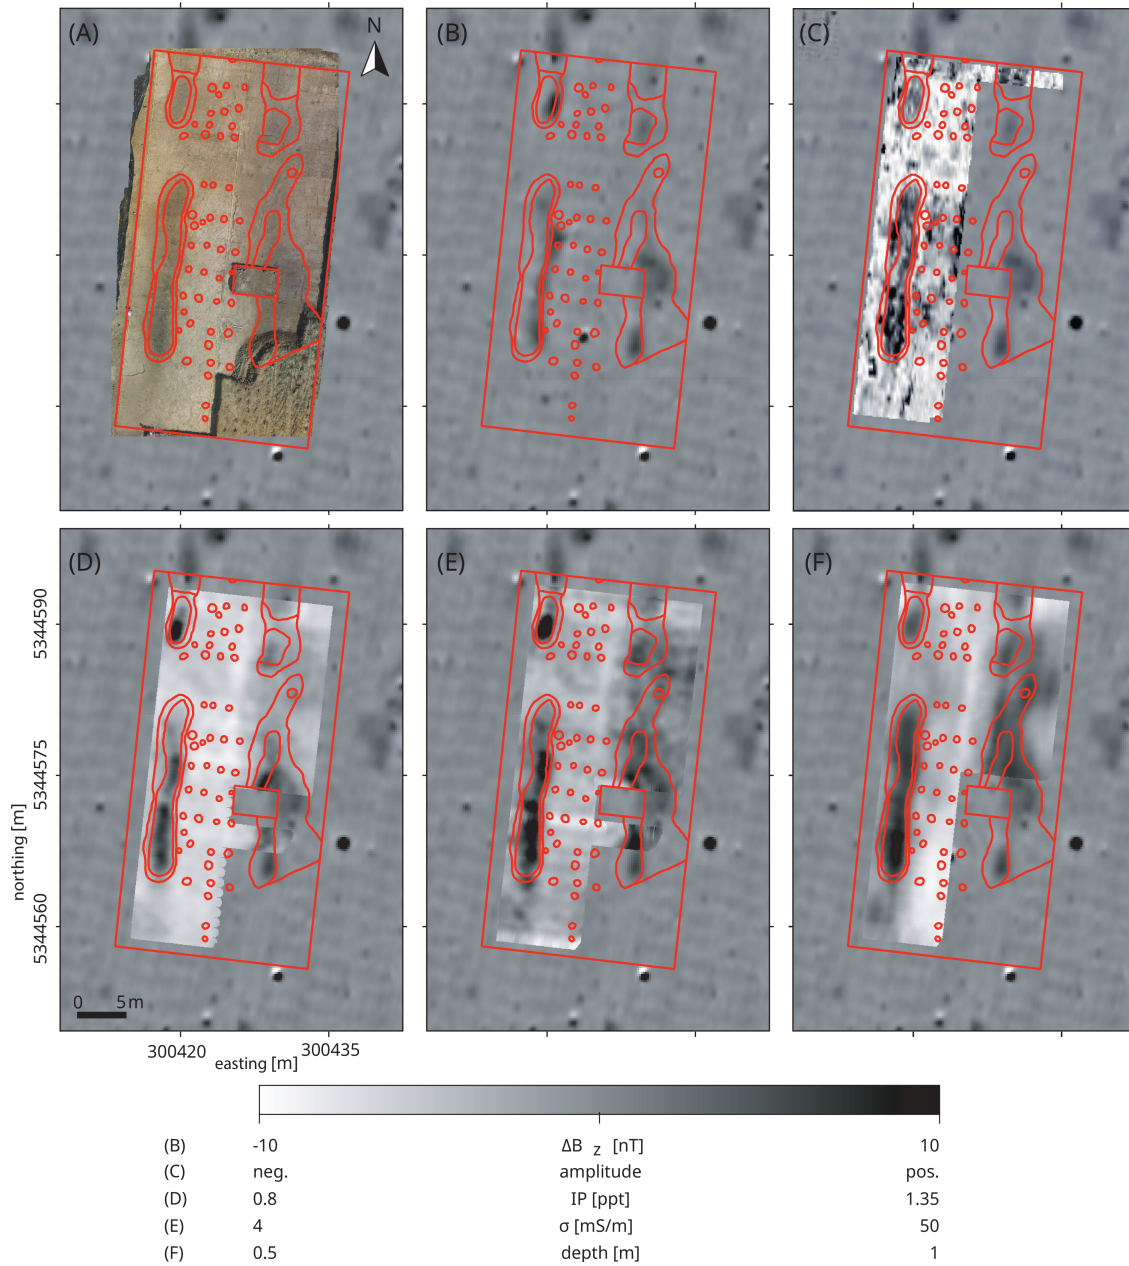 (A)
N
(B)
(C)
(D)
(E)
(F)
5344590
5344575
5344560
northing [m]
0 5m
300420
300435
easting [m]
(B) -10 ΔB z [nT] 10
(C) neg. amplitude pos.
(D) 0.8 IP [ppt] 1.35
(E) 4 σ [mS/m] 50
(F) 0.5 depth [m] 1